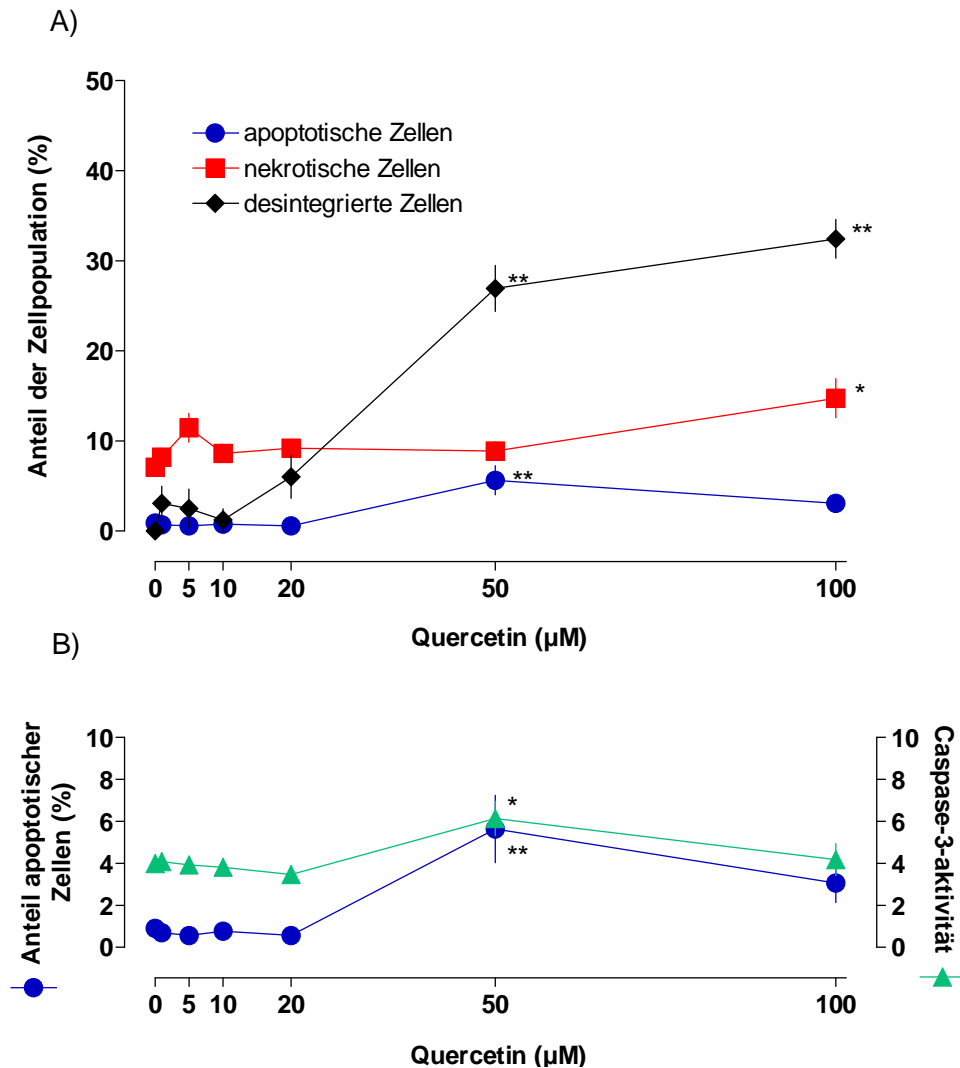 A)
50
40
30
20
10
0
Anteil der Zellpopulation (%)
apoptotische Zellen
nekrotische Zellen
desintegrierte Zellen
**
**
*
**
0 5 10 20 50 100
Quercetin (µM)
B)
Anteil apoptotischer
Zellen (%)
10
8
6
4
2
0
*
**
10
8
6
4
2
0
Caspase-3-aktivität
0 5 10 20 50 100
Quercetin (µM)